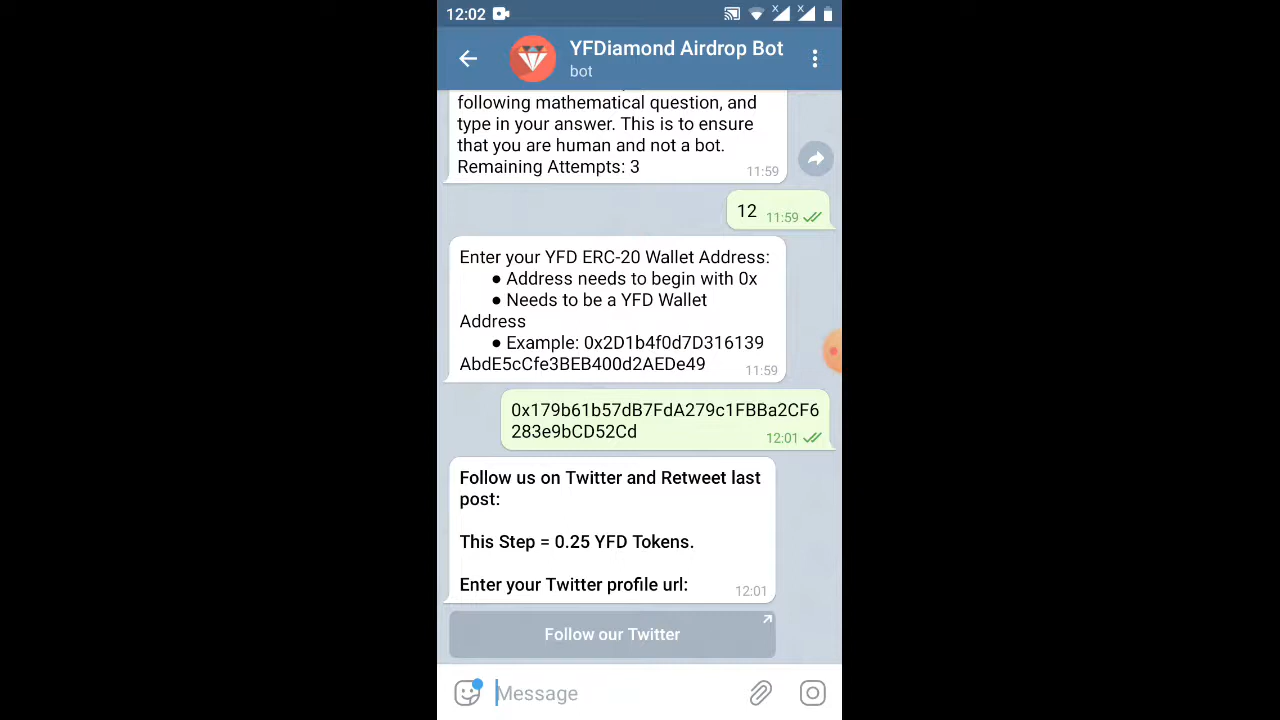 12:02
YFDiamond Airdrop Bot
bot
following mathematical question, and
type in your answer. This is to ensure
that you are human and not a bot.
Remaining Attempts: 3
11:59
12
11:59
Enter your YFD ERC-20 Wallet Address:
● Address needs to begin with 0x
● Needs to be a YFD Wallet
Address
● Example: 0x2D1b4f0d7D316139
AbdE5cCfe3BEB400d2AEDe49
11:59
0x179b61b57dB7FdA279c1FBBa2CF6
283e9bCD52Cd
12:01
Follow us on Twitter and Retweet last
post:
This Step = 0.25 YFD Tokens.
Enter your Twitter profile url:
12:01
Follow our Twitter
Message